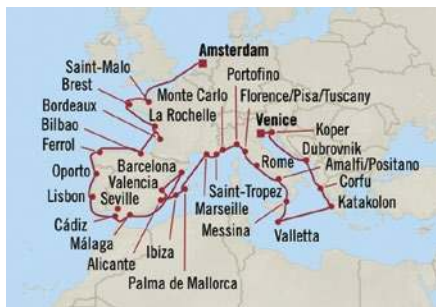 Amsterdam
Saint-Malo
Portofino
Brest
Monte Carlo
Florence/Pisa/Tuscany
Bordeaux
La Rochelle
Venice
Koper
Bilbao
Dubrovnik
Ferrol
Barcelona
Rome
Amalfi/Positano
Oporto
Valencia
Saint-Tropez
Corfu
Lisbon
Seville
Marseille
Katakolon
Cádiz
Messina
Málaga
Ibiza
Valletta
Alicante
Palma de Mallorca